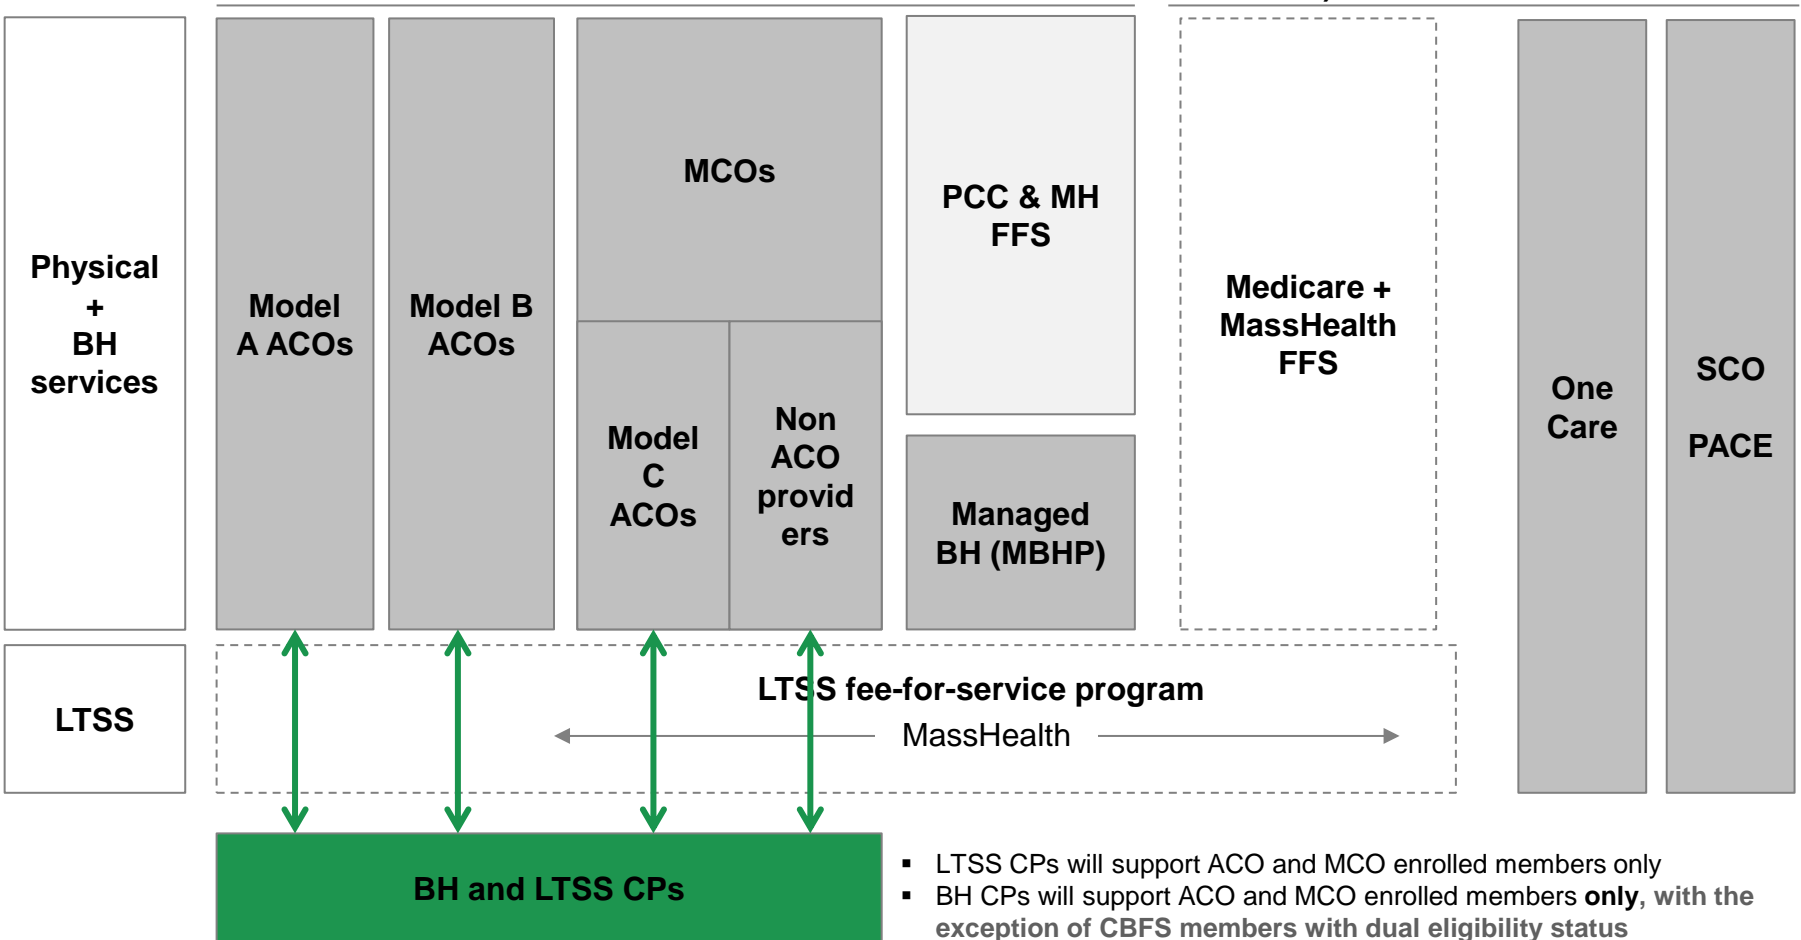 Physical
+
BH
services
Model
A ACOs
Model B
ACOs
MCOs
Model
C
ACOs
Non
ACO
provid
ers
PCC & MH
FFS
Managed
BH (MBHP)
Medicare +
MassHealth
FFS
One
Care
SCO
PACE
LTSS
LTSS fee-for-service program
MassHealth
BH and LTSS CPs
▪ LTSS CPs will support ACO and MCO enrolled members only
▪ BH CPs will support ACO and MCO enrolled members only, with the
exception of CBFS members with dual eligibility status